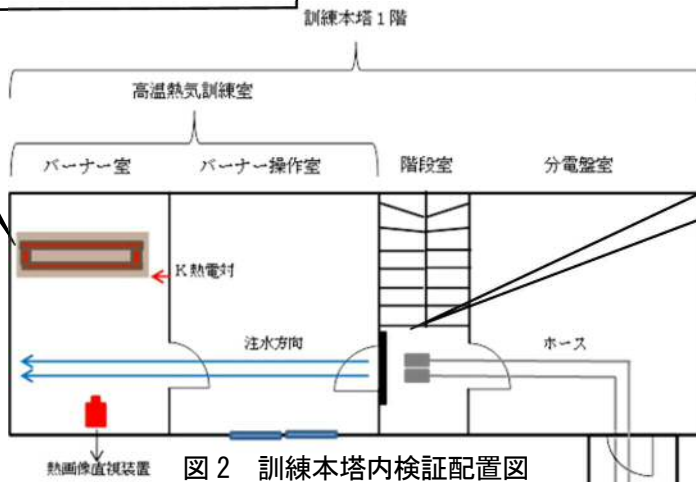 訓練本塔1階
高温熱気訓練室
バーナー室 バーナー操作室 階段室 分電盤室
K熱電対
注水方向 ホース
熱画像直視装置
図2 訓練本塔内検証配置図